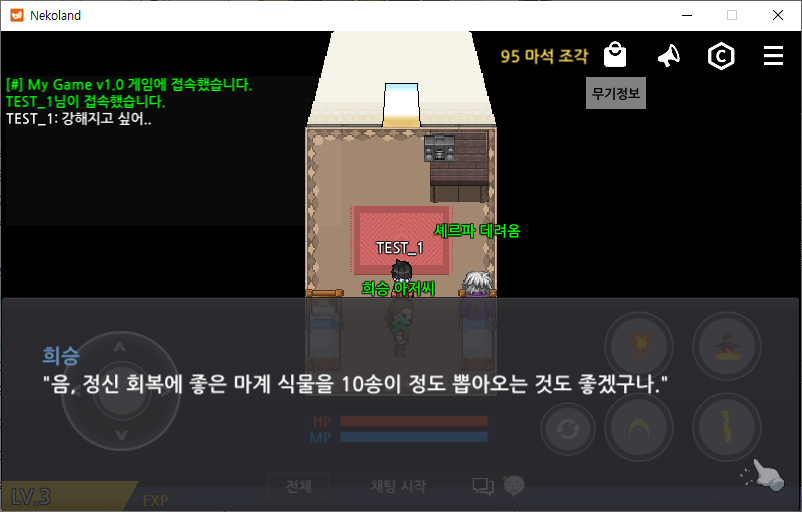 Nekoland
95 마석 조각
[#] My Game v1.0 게임에 접속했습니다.
TEST_1님이 접속했습니다.
TEST_1: 강해지고 싶어..
무기정보
세르파 데려옴
TEST_1
희승 아저씨
희승
"음, 정신 회복에 좋은 마계 식물을 10송이 정도 뽑아오는 것도 좋겠구나."
HP
MP
전체
채팅 시작
LV.3
EXP